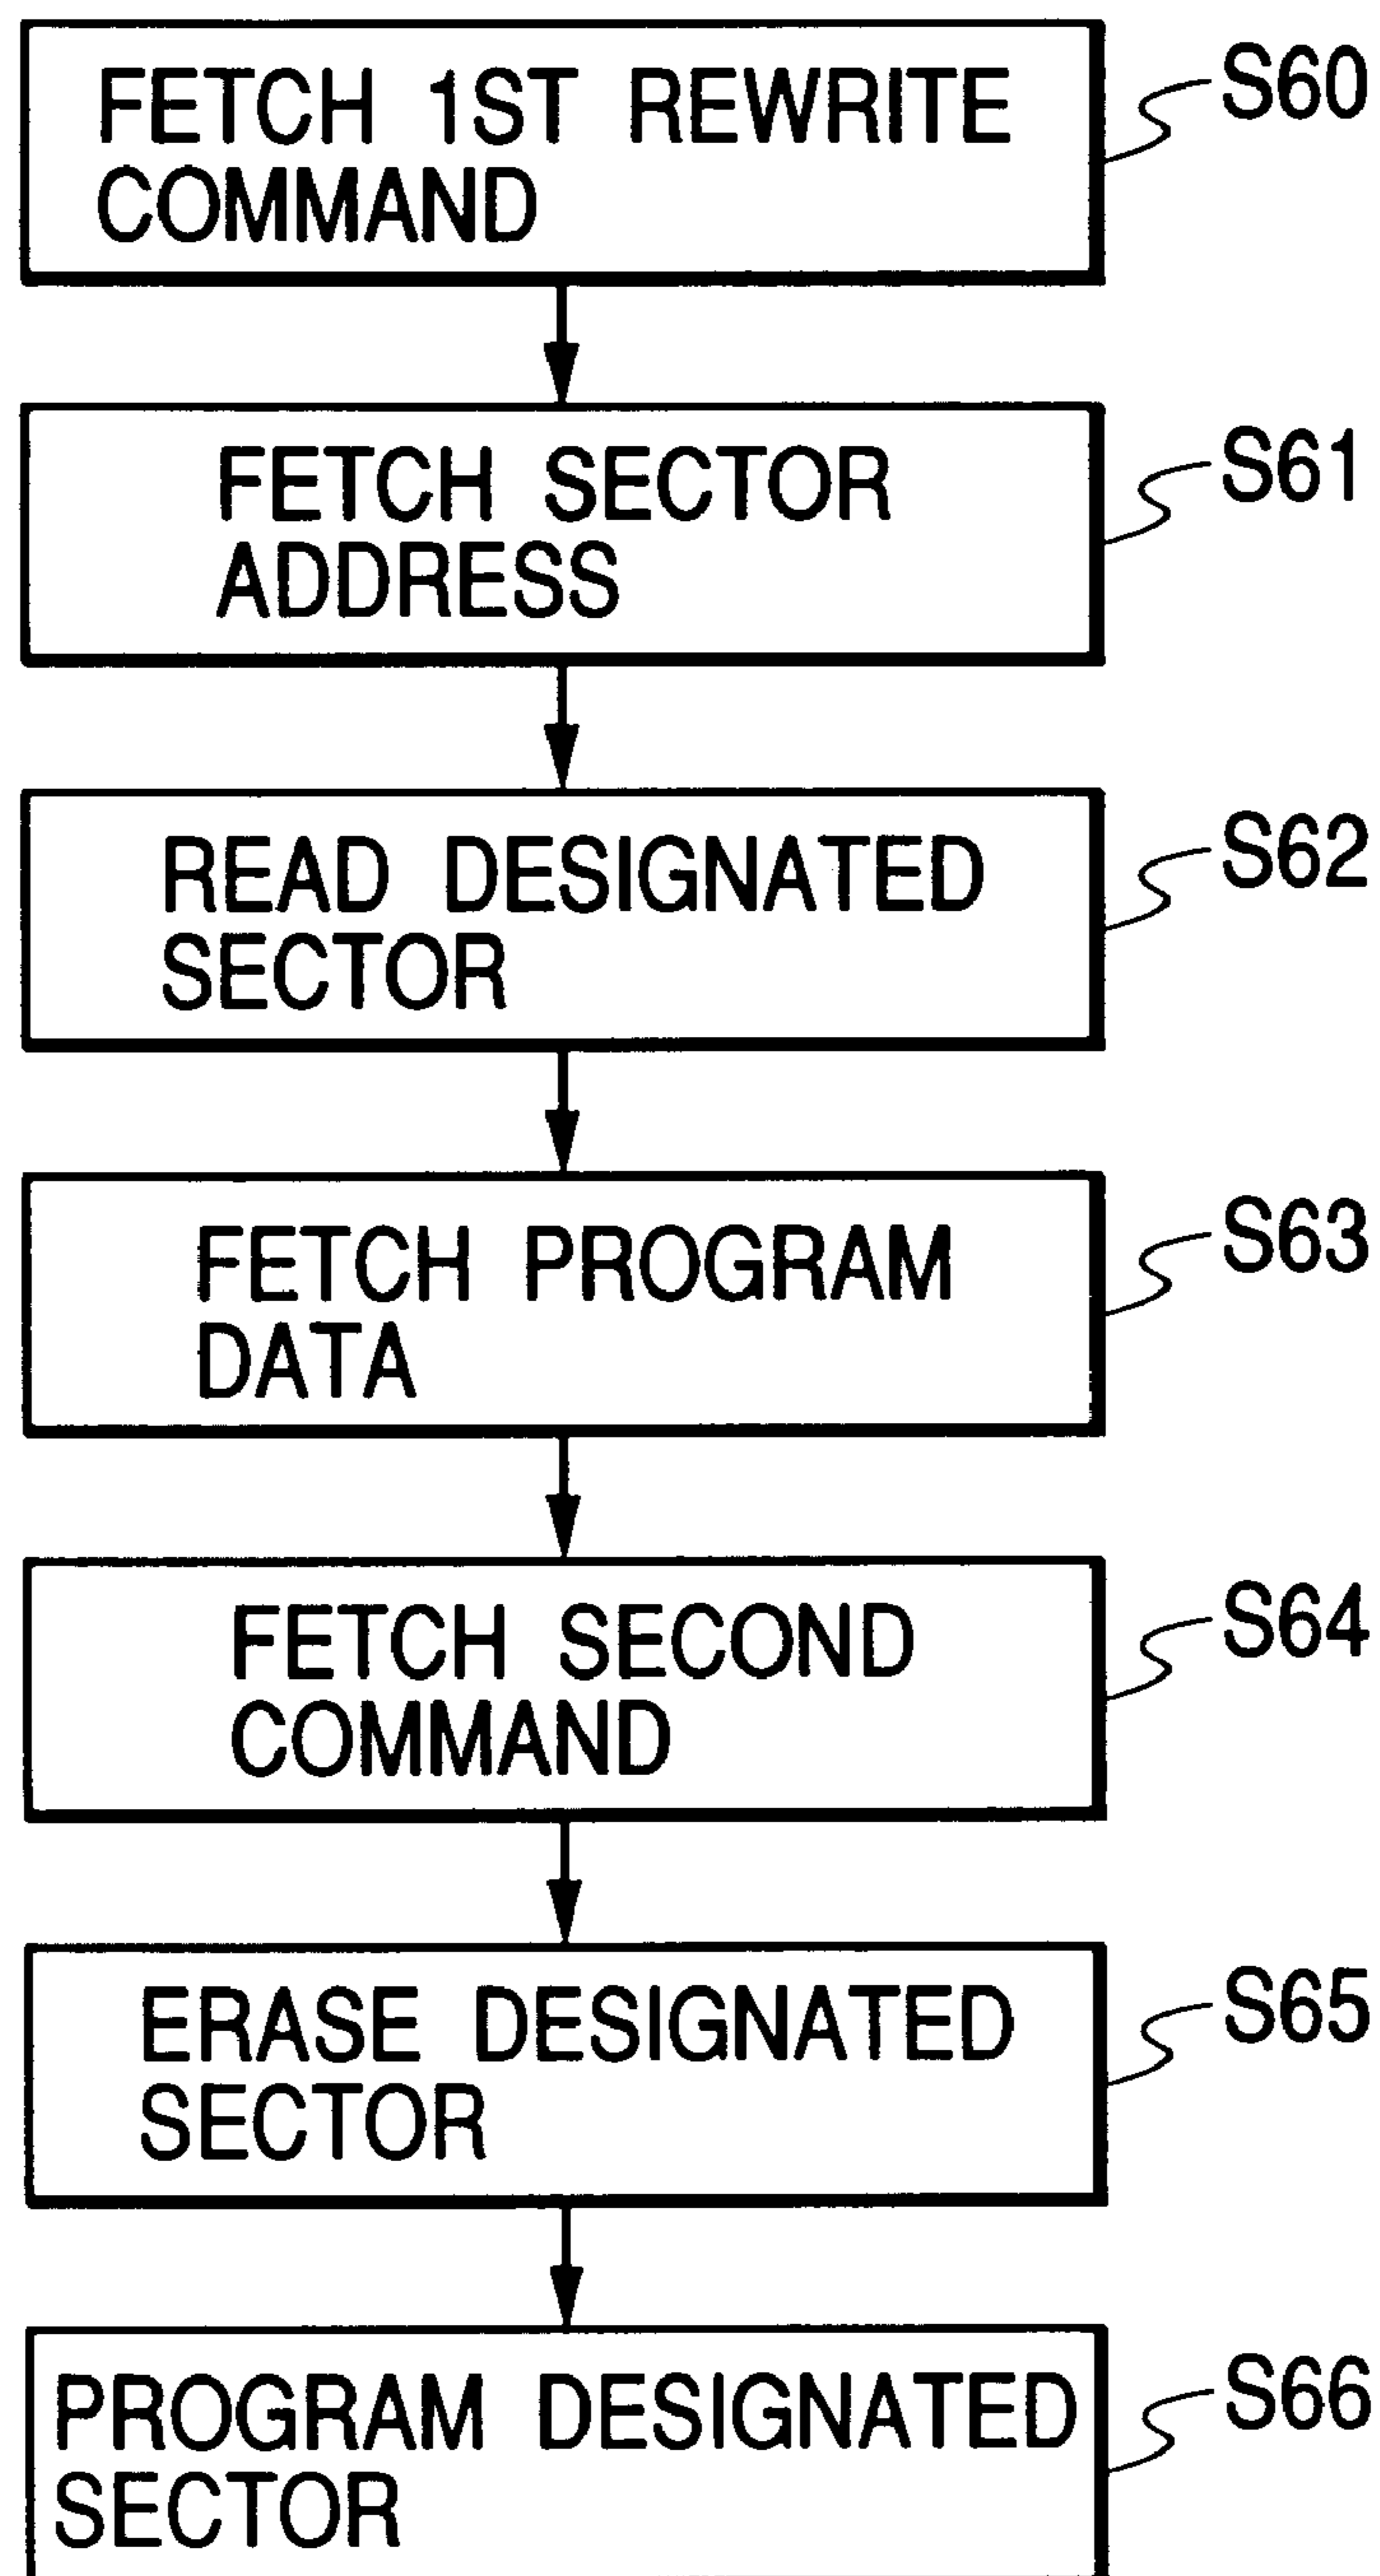 FETCH 1ST REWRITE
COMMAND
S60
FETCH SECTOR
ADDRESS
S61
READ DESIGNATED
SECTOR
S62
FETCH PROGRAM
DATA
S63
FETCH SECOND
COMMAND
S64
ERASE DESIGNATED
SECTOR
S65
PROGRAM DESIGNATED
SECTOR
S66